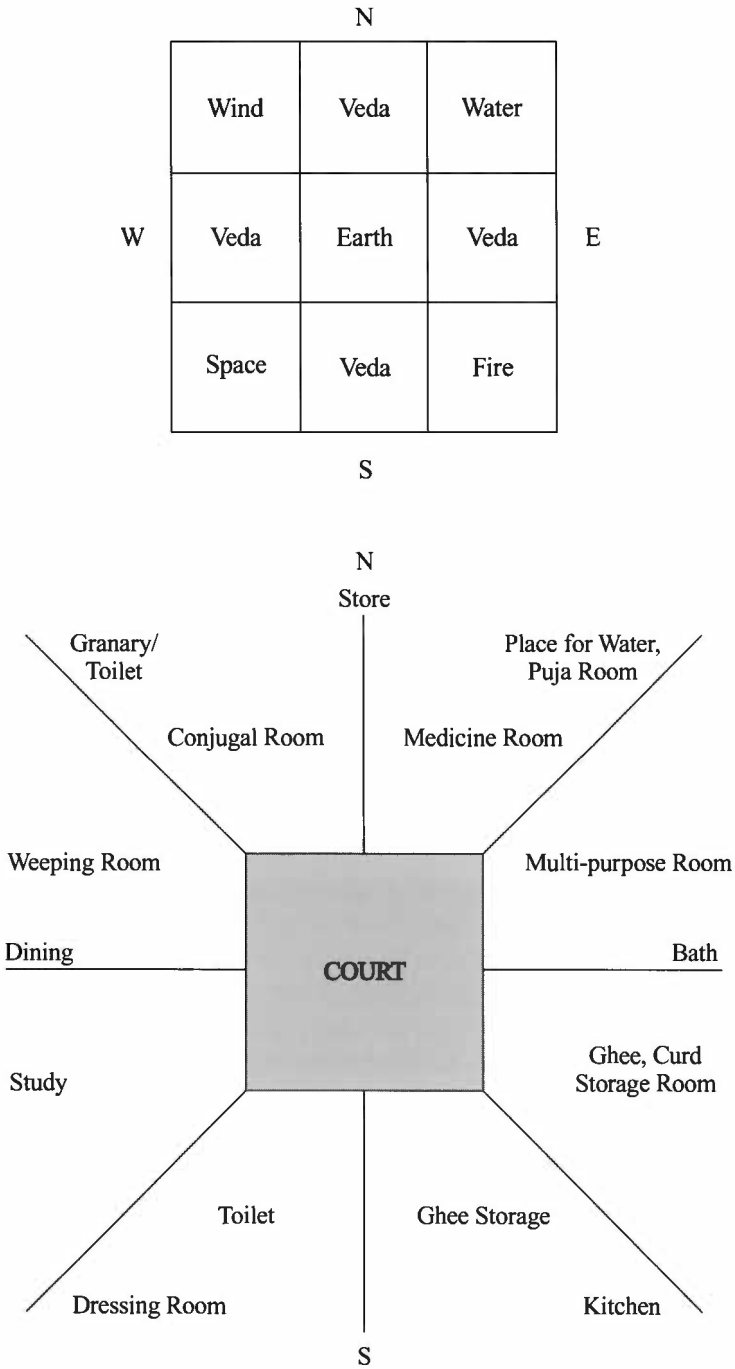 N
Wind Veda Water
W Veda Earth Veda E
Space Veda Fire
S
N
Store
Granary/
Toilet
Place for Water,
Puja Room
Conjugal Room
Medicine Room
Weeping Room
Multi-purpose Room
Dining
COURT
Bath
Study
Ghee, Curd
Storage Room
Toilet
Ghee Storage
Dressing Room
Kitchen
S